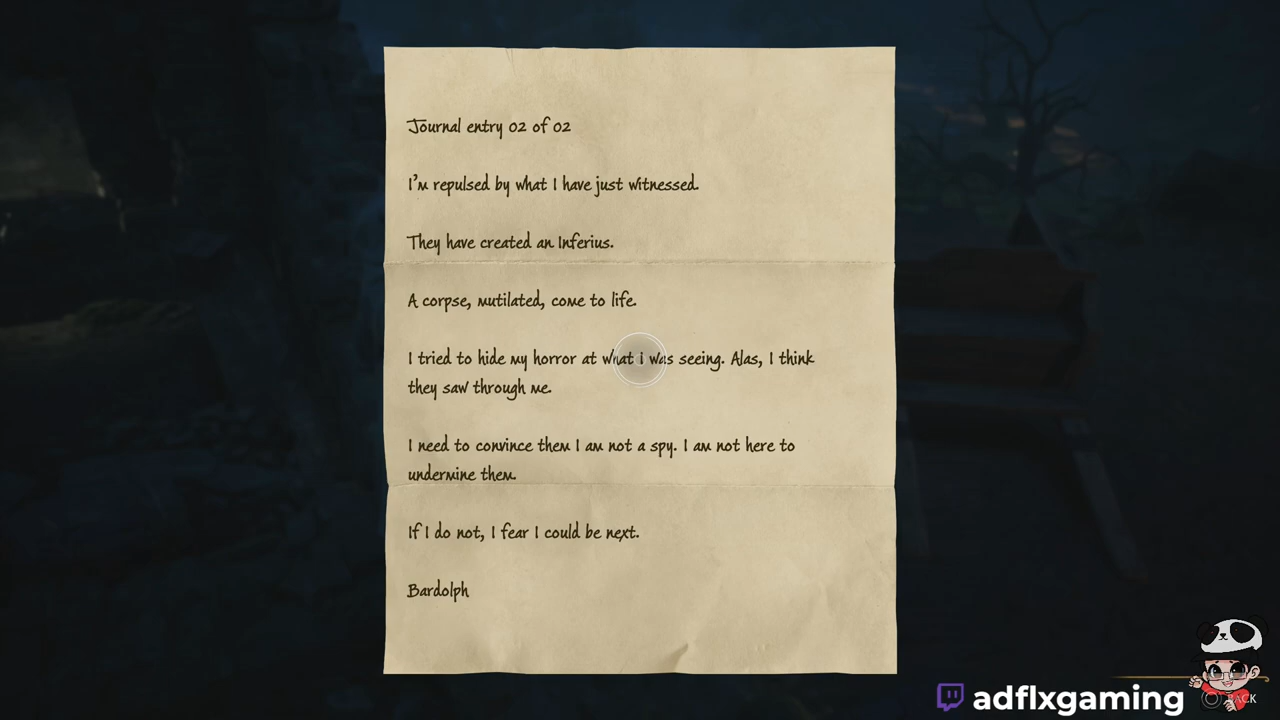 Journal entry 02 of 02
I'm repulsed by what I have just witnessed.
They have created an Inferius.
A corpse, mutilated, come to life.
I tried to hide my horror at what i was seeing. Alas, I think
they saw through me.
I need to convince them I am not a spy. I am not here to
undermine them.
If I do not, I fear I could be next.
Bardolph
adflxgaming
BACK